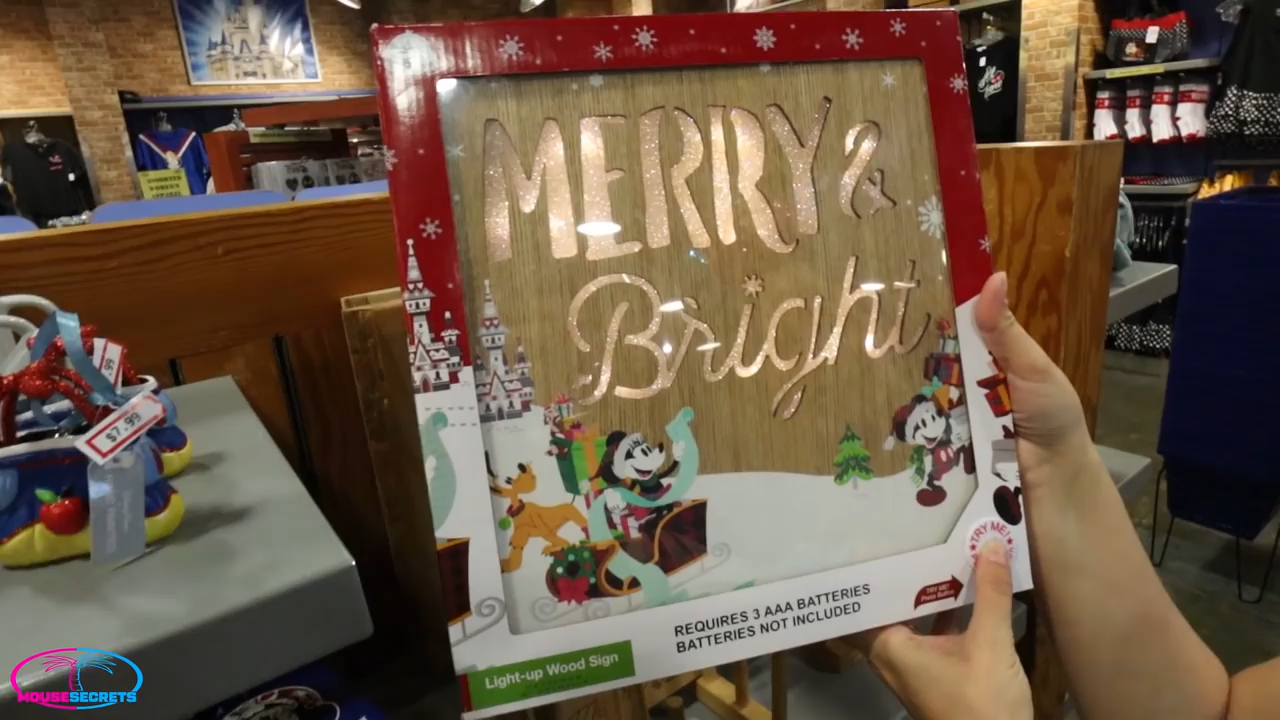 MERRY &
Bright
TRY ME!
TRY ME!
Press Button
REQUIRES 3 AAA BATTERIES
BATTERIES NOT INCLUDED
Light-up Wood Sign
$7.99
.99
MOUSESECRETS